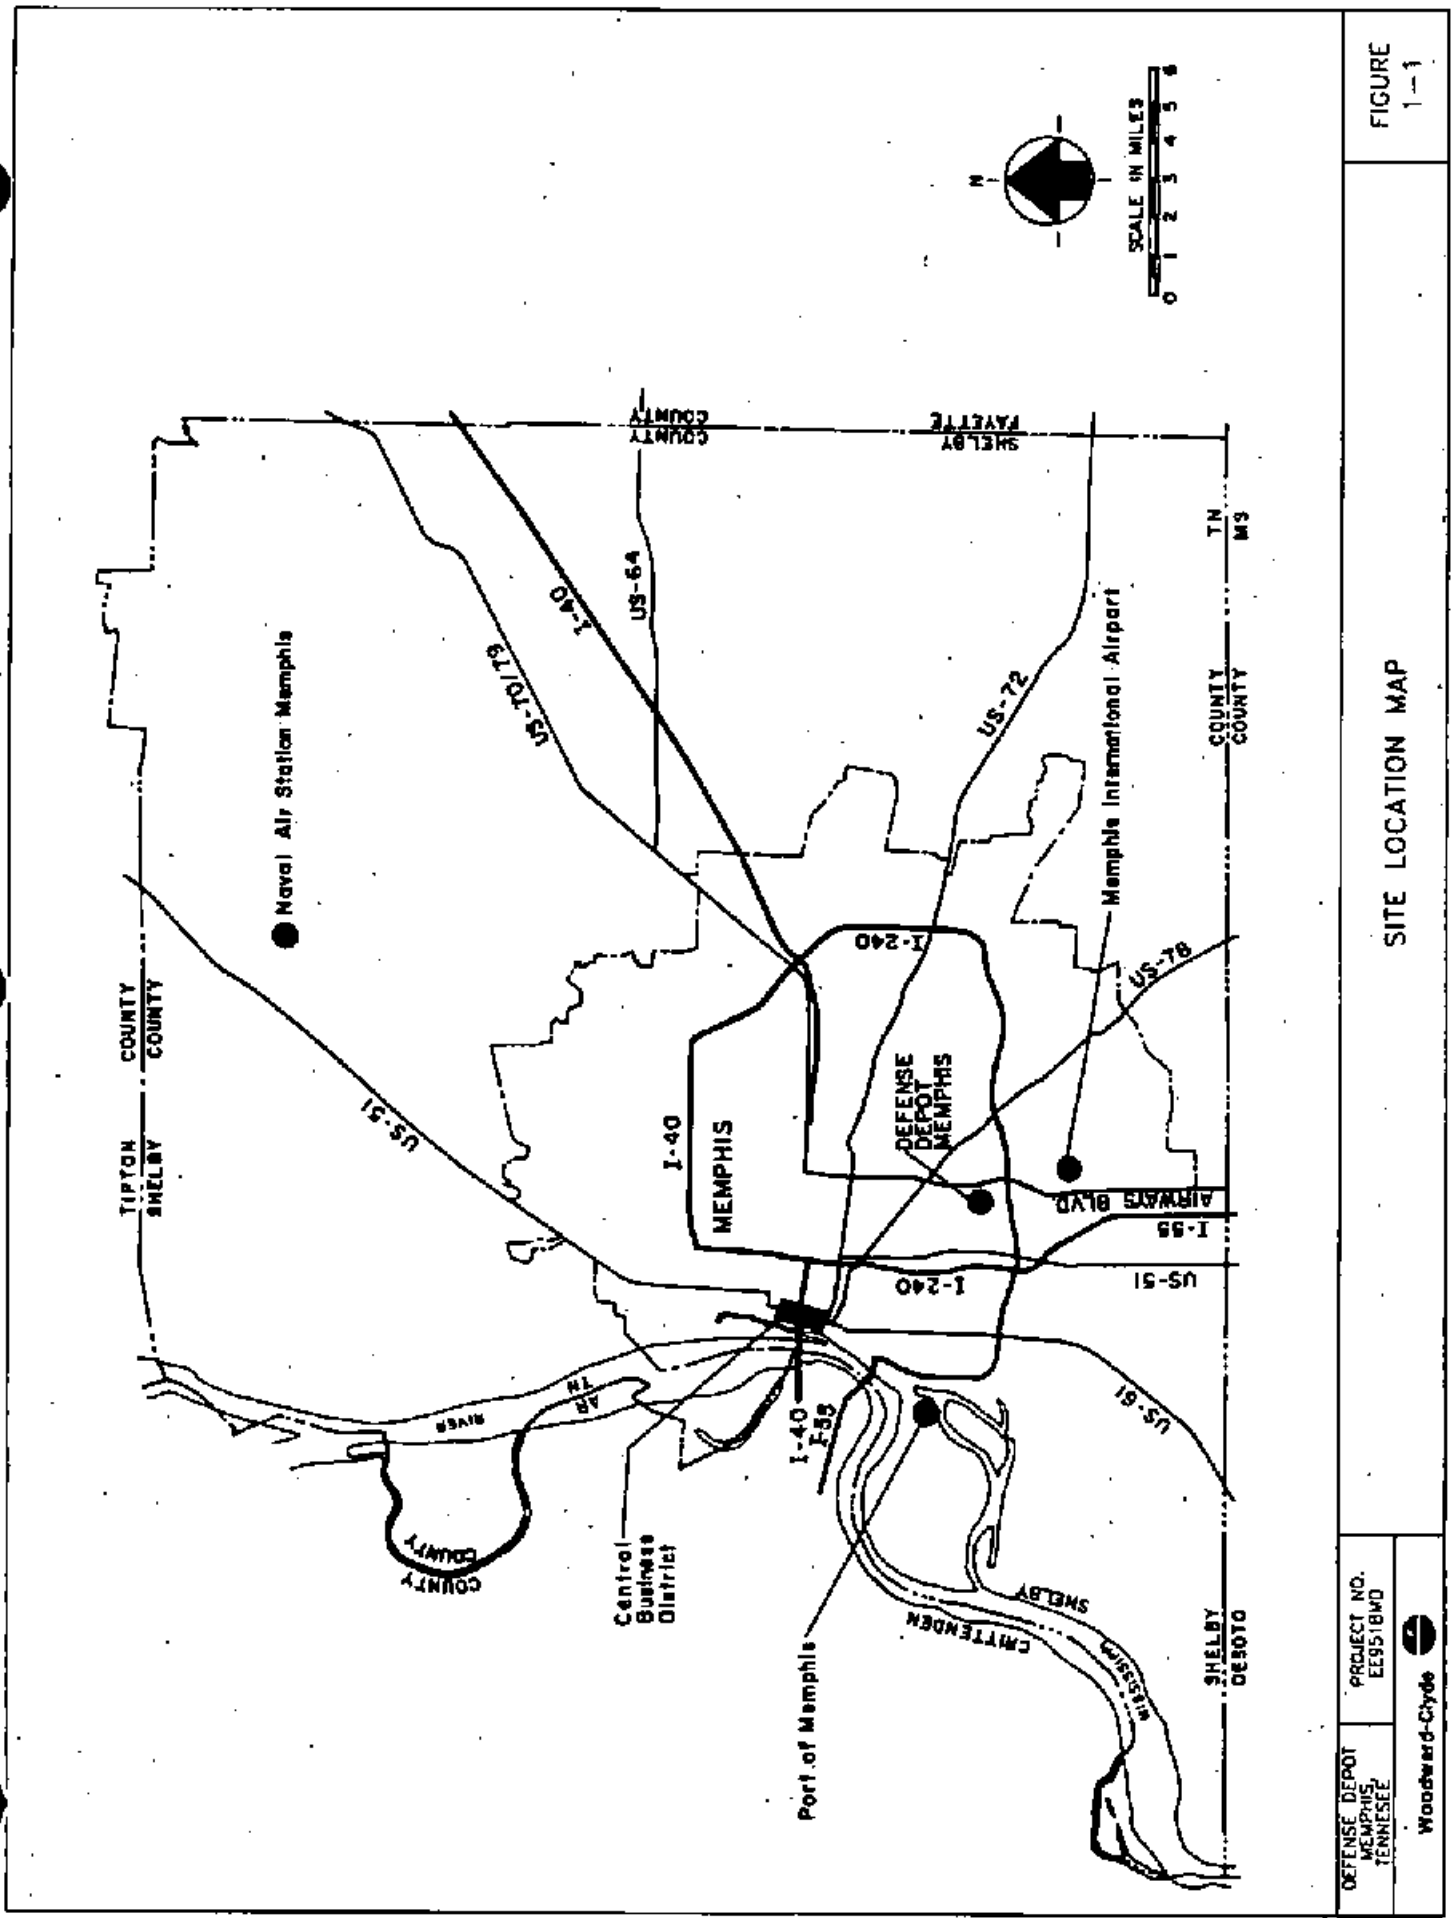 TIPTON COUNTY
SHELBY COUNTY
Naval Air Station Memphis
US-51
US-70/79
I-40
US-64
COUNTY
COUNTY
FAYETTE
SHELBY
N
SCALE IN MILES
0 1 2 3 4 5 6
RIVER
TN
AR
COUNTY
COUNTY
Central
Business
District
I-40
MEMPHIS
I-240
US-72
I-40
I-55
DEFENSE
DEPOT
MEMPHIS
I-240
Port of Memphis
CRITTENDEN
SHELBY
MISSISSIPPI
US-61
US-51
I-55
AIRWAYS BLVD.
US-78
Memphis International Airport
SHELBY COUNTY TN
DESOTO COUNTY MS
DEFENSE DEPOT
MEMPHIS,
TENNESEE
PROJECT NO.
EE9518MD
Woodward-Clyde
SITE LOCATION MAP
FIGURE
1-1